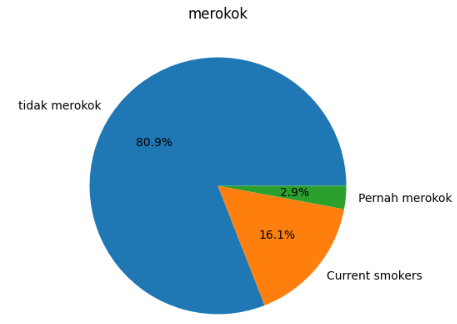 merokok
tidak merokok
80.9%
2.9%
Pernah merokok
16.1%
Current smokers